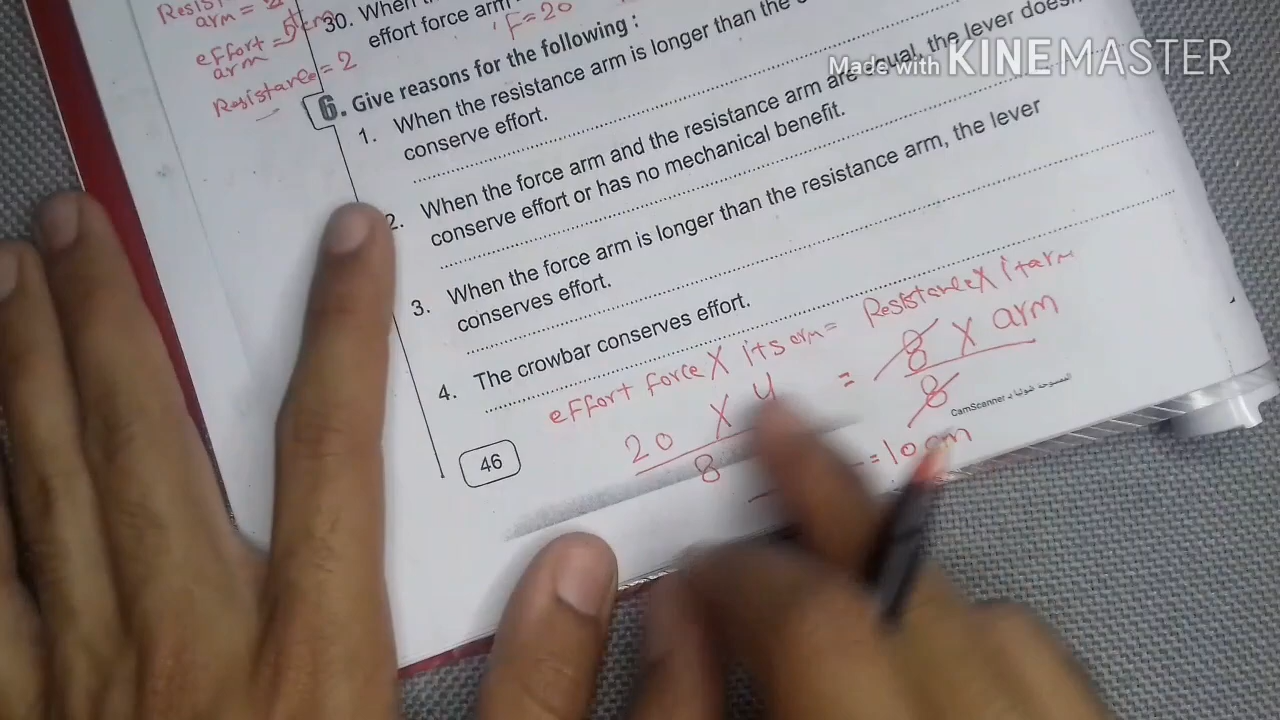 Made with KINEMASTER
arm =
effort
arm =
Resistance = 2
30. When
effort force arm
F=20
6. Give reasons for the following :
1. When the resistance arm is longer than the
conserve effort.
2. When the force arm and the resistance arm are equal, the lever
conserve effort or has no mechanical benefit.
3. When the force arm is longer than the resistance arm, the lever
conserves effort.
4. The crowbar conserves effort.
effort force X its arm = Resistance X its arm
20 X 4 = 8 X arm
8 8
= 10 cm
CamScanner
46